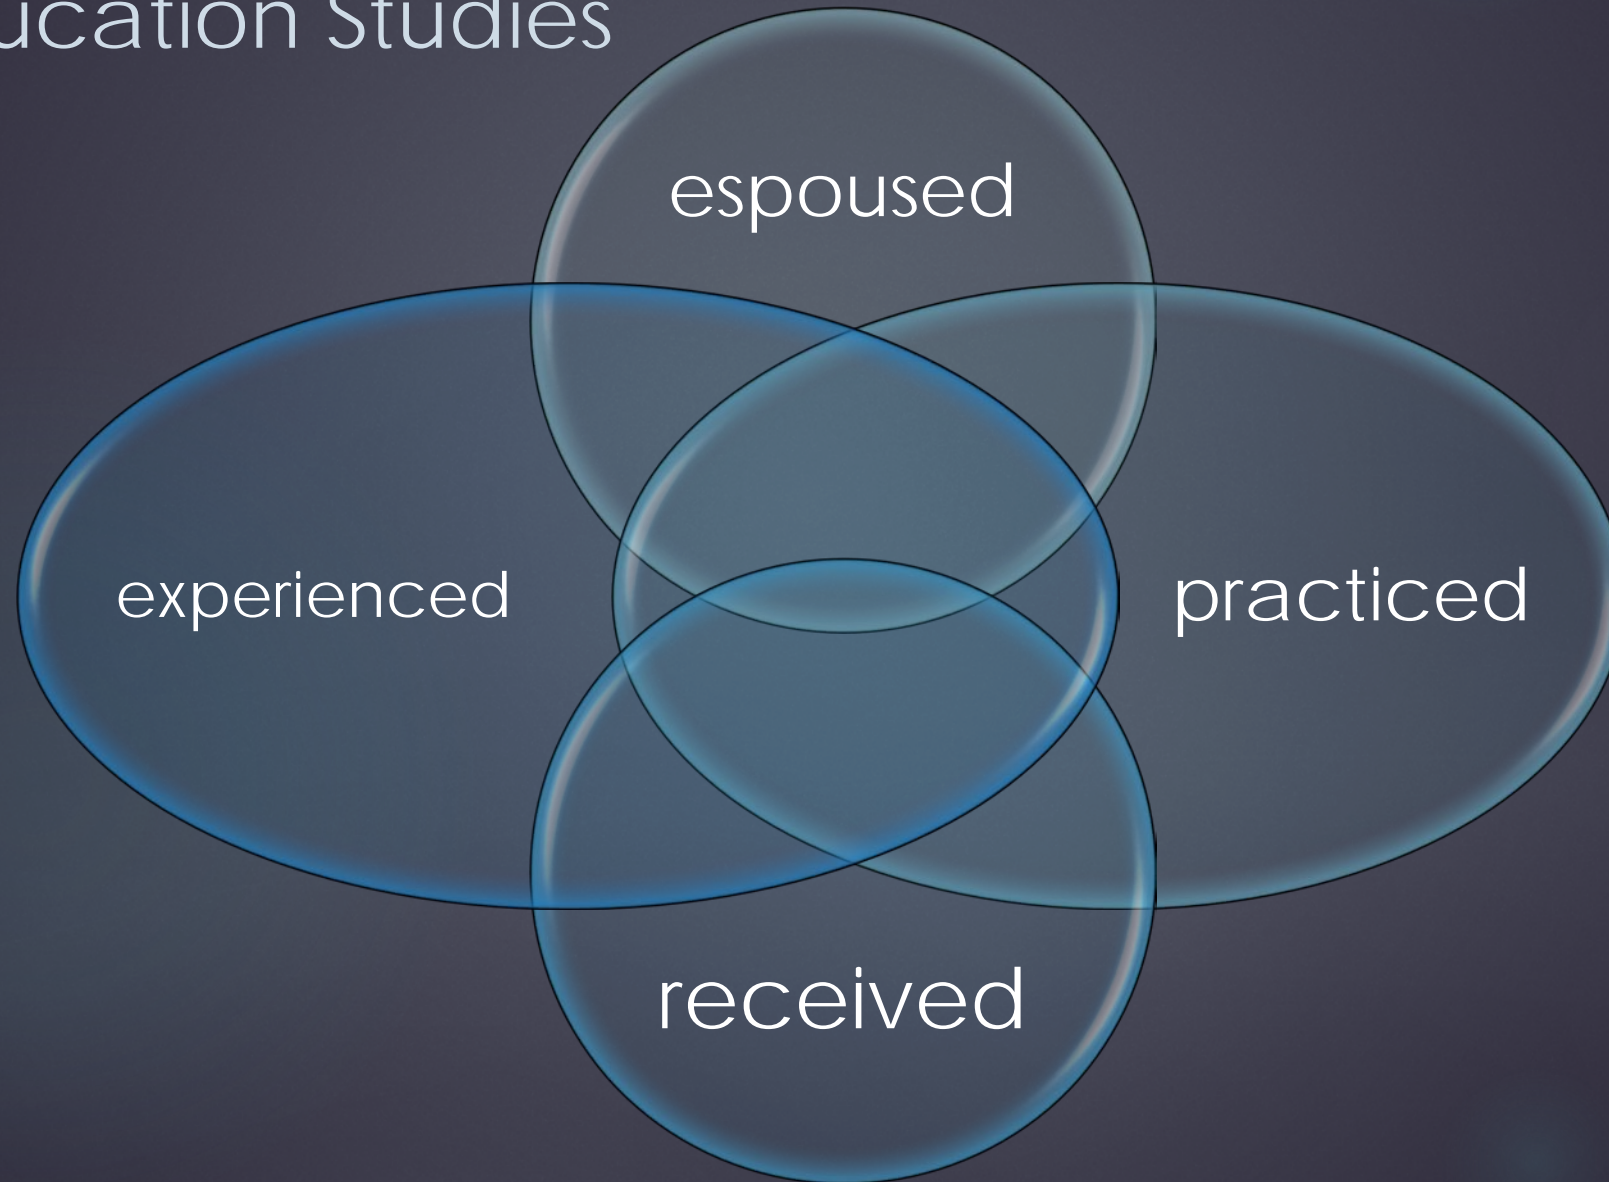 ucation Studies
espoused
experienced
practiced
received